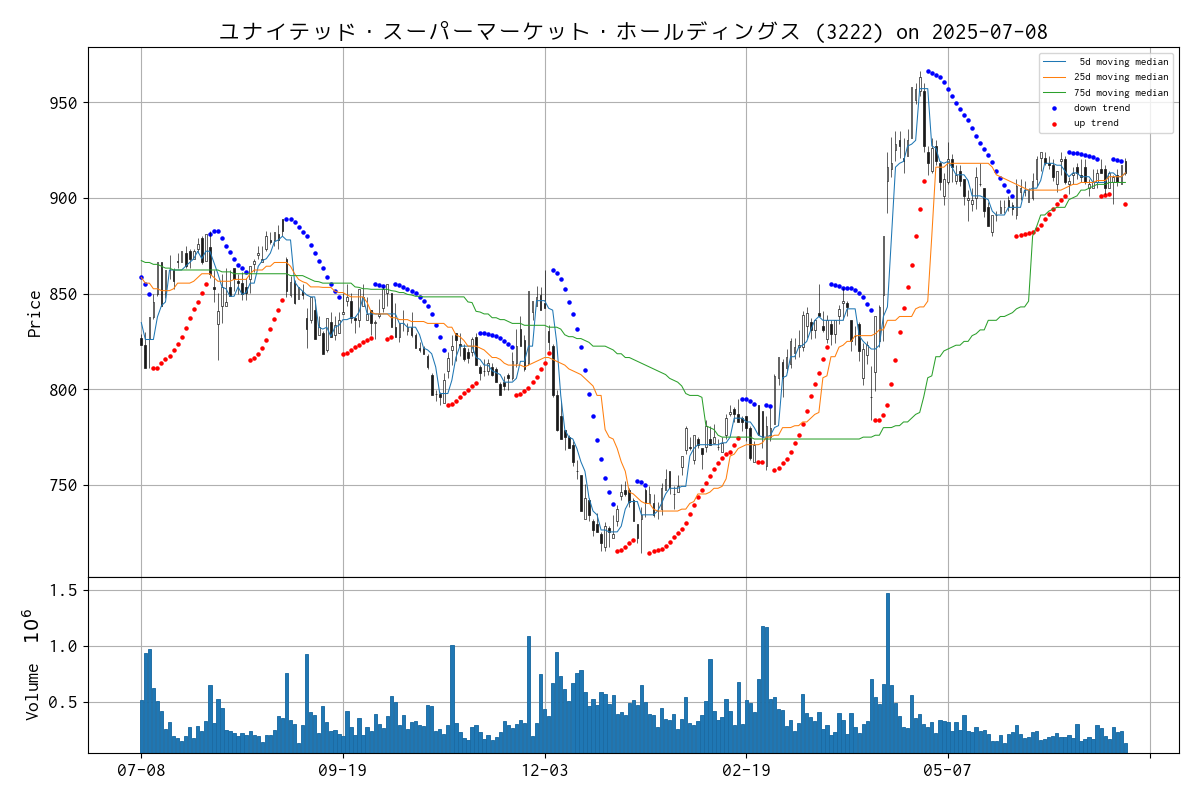 ユナイテッド・スーパーマーケット・ホールディングス (3222) on 2025-07-08
5d moving median
25d moving median
75d moving median
down trend
up trend
950
900
850
800
750
Price
1.5
1.0
0.5
Volume 10⁶
07-08
09-19
12-03
02-19
05-07